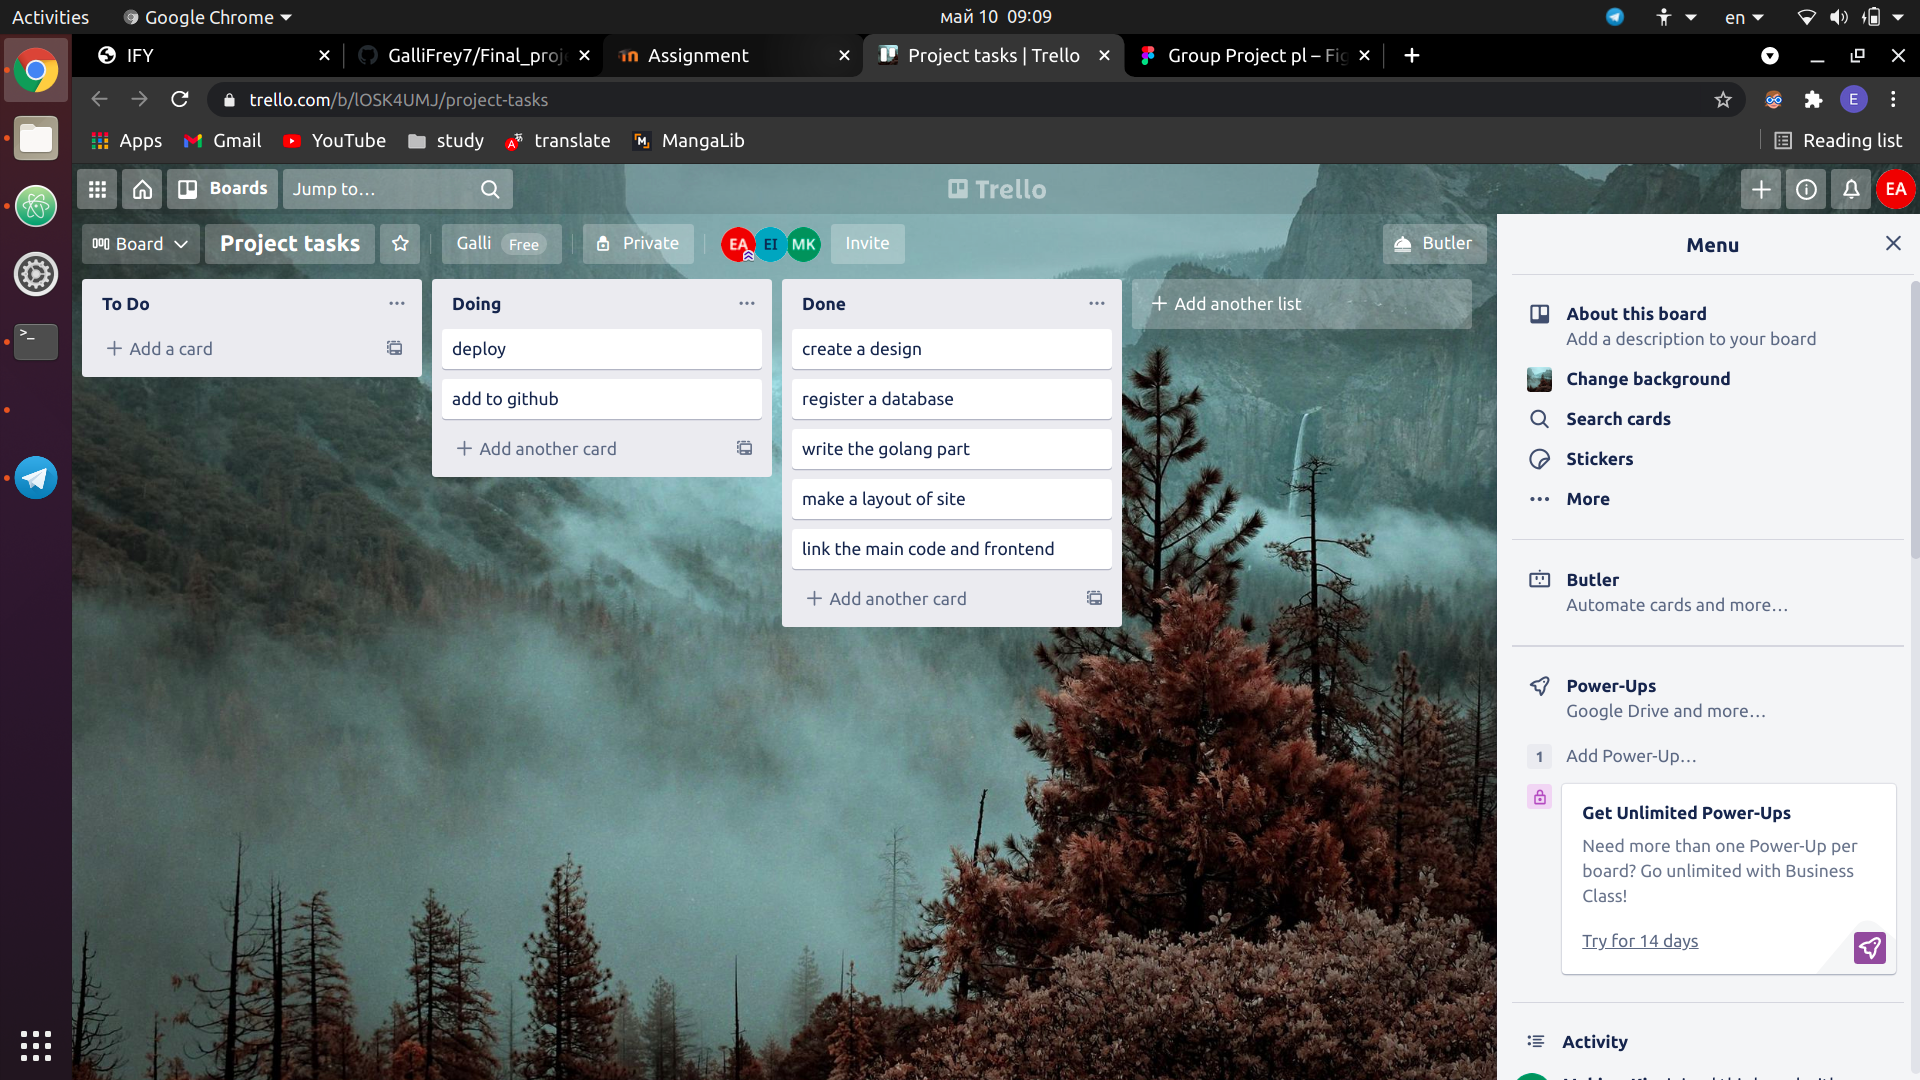 Activities
Google Chrome
май 10 09:09
en
IFY
GalliFrey7/Final_proj
Assignment
Project tasks | Trello
Group Project pl – Fig
trello.com/b/lOSK4UMJ/project-tasks
E
Apps
Gmail
YouTube
study
translate
MangaLib
Reading list
Boards
Jump to...
Trello
EA
Board
Project tasks
Galli
Free
Private
EA
EI
MK
Invite
Butler
To Do
Add a card
Doing
deploy
add to github
Add another card
Done
create a design
register a database
write the golang part
make a layout of site
link the main code and frontend
Add another card
Add another list
Menu
About this board
Add a description to your board
Change background
Search cards
Stickers
More
Butler
Automate cards and more…
Power-Ups
Google Drive and more…
1
Add Power-Up…
Get Unlimited Power-Ups
Need more than one Power-Up per
board? Go unlimited with Business
Class!
Try for 14 days
Activity